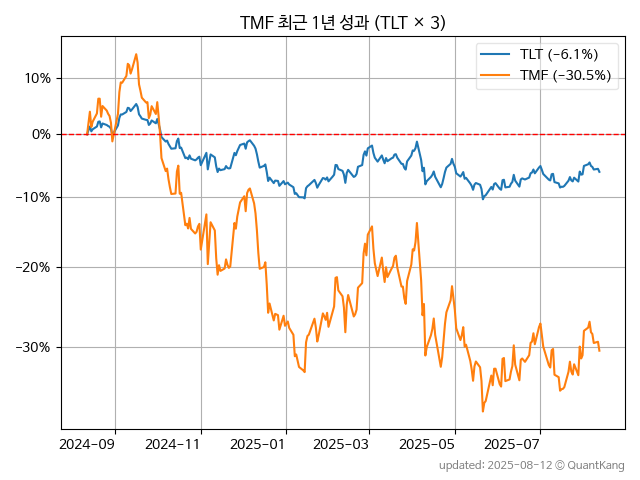 TMF 최근 1년 성과 (TLT × 3)
TLT (−6.1%)
TMF (−30.5%)
10%
0%
−10%
−20%
−30%
2024−09
2024−11
2025−01
2025−03
2025−05
2025−07
updated: 2025−08−12 © QuantKang